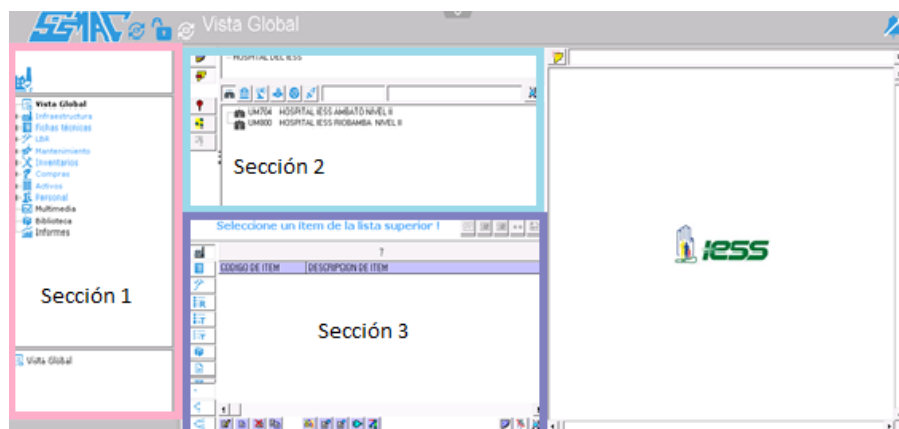 SISMAC
Vista Global
Vista Global
Infraestructura
Fichas técnicas
LBR
Mantenimiento
Inventarios
Compras
Activos
Personal
Multimedia
Biblioteca
Informes
Sección 1
Vista Global
HOSPITAL DEL IESS
UM704 HOSPITAL IESS AMBATO NIVEL II
UM800 HOSPITAL IESS RIOBAMBA NIVEL II
Sección 2
Seleccione un item de la lista superior !
?
CODIGO DE ITEM DESCRIPCION DE ITEM
Sección 3
IESS